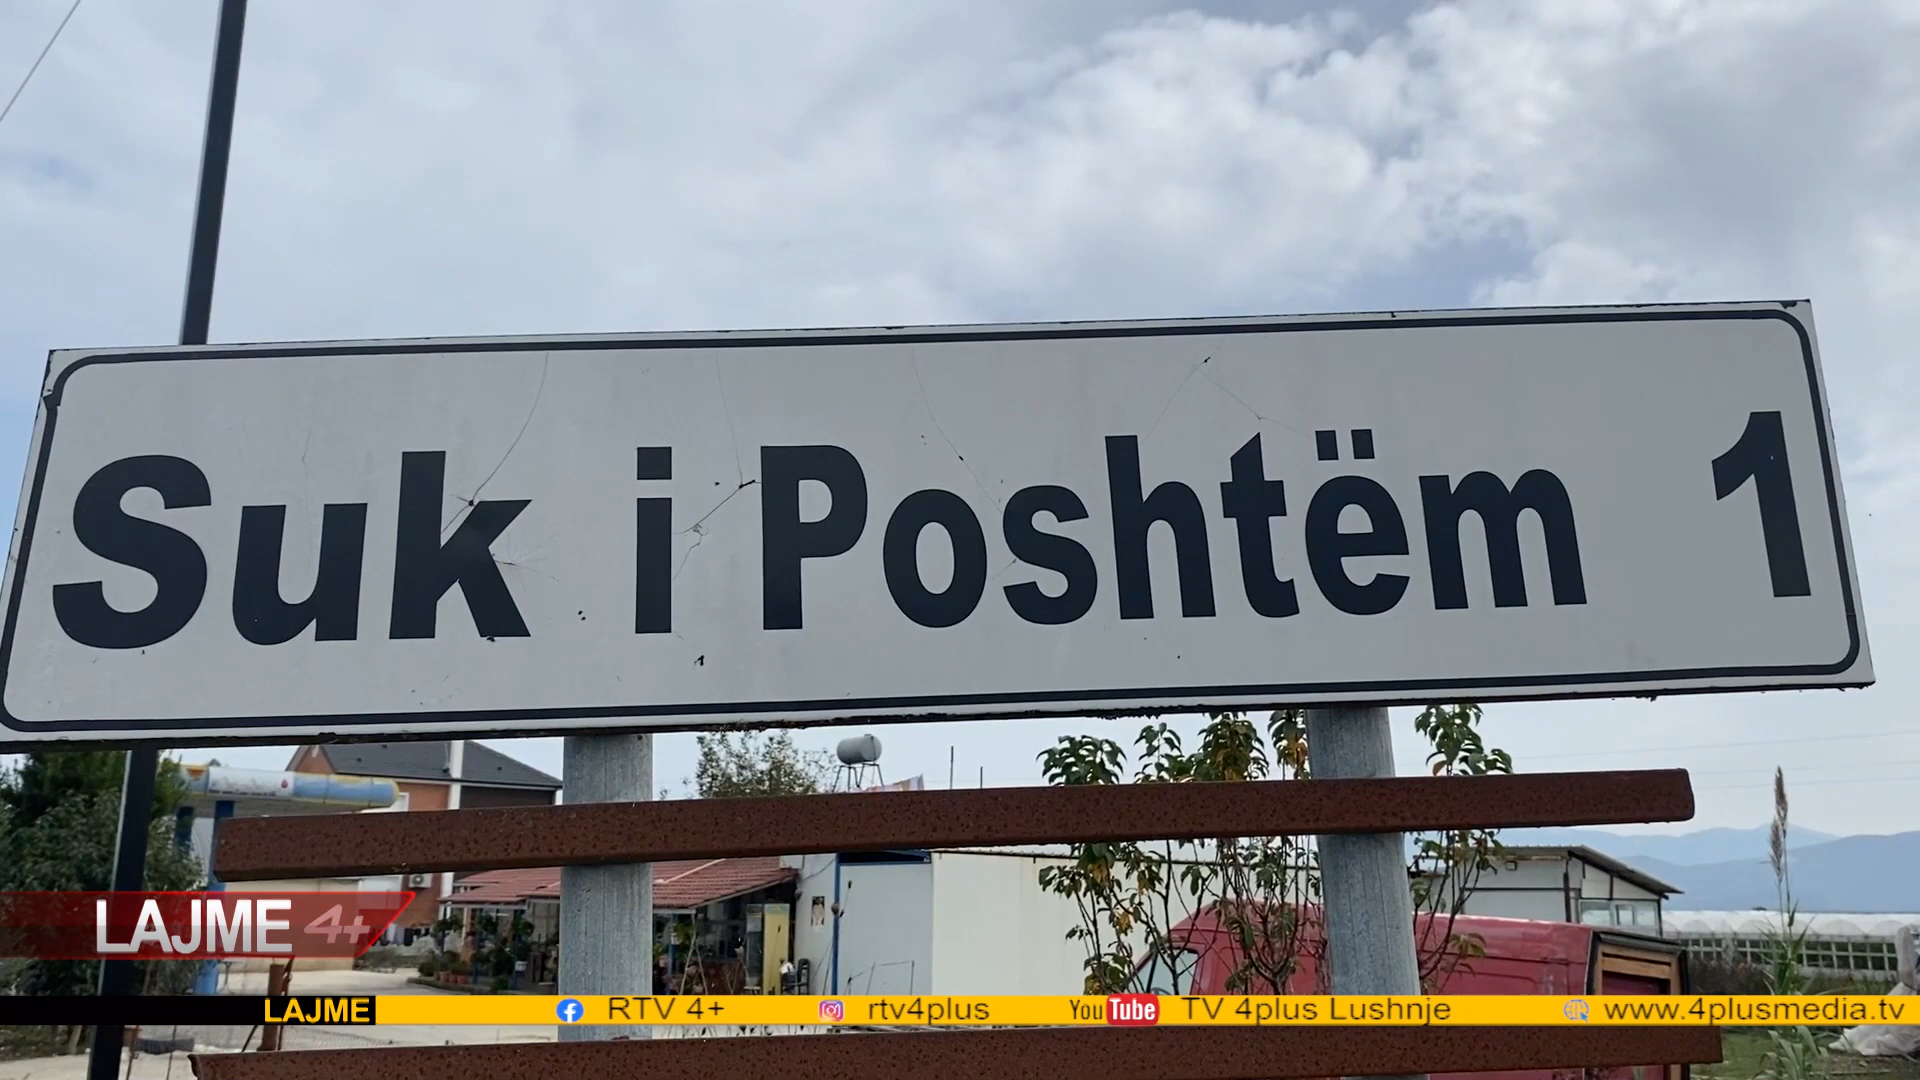 Suk i Poshtëm 1
LAJME 4+
LAJME RTV 4+ rtv4plus YouTube TV 4plus Lushnje www.4plusmedia.tv